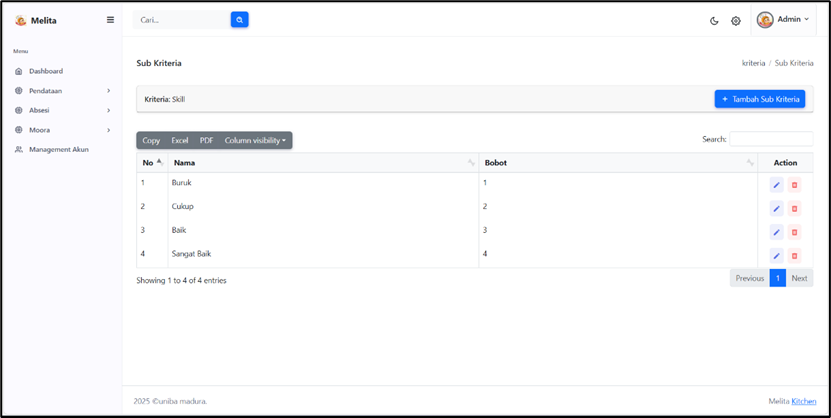 Melita
Cari...
Admin
Menu
Dashboard
Pendataan
Absesi
Moora
Management Akun
Sub Kriteria
kriteria / Sub Kriteria
Kriteria: Skill
+ Tambah Sub Kriteria
Copy Excel PDF Column visibility
Search:
No Nama Bobot Action
1 Buruk 1
2 Cukup 2
3 Baik 3
4 Sangat Baik 4
Showing 1 to 4 of 4 entries
Previous 1 Next
2025 ©uniba madura.
Melita Kitchen